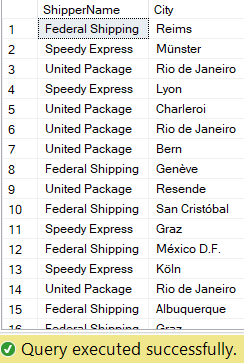 ShipperName City
1 Federal Shipping Reims
2 Speedy Express Münster
3 United Package Rio de Janeiro
4 Speedy Express Lyon
5 United Package Charleroi
6 United Package Rio de Janeiro
7 United Package Bern
8 Federal Shipping Genève
9 United Package Resende
10 Federal Shipping San Cristóbal
11 Speedy Express Graz
12 Federal Shipping México D.F.
13 Speedy Express Köln
14 United Package Rio de Janeiro
15 Federal Shipping Albuquerque
16 Federal Shipping Graz
Query executed successfully.